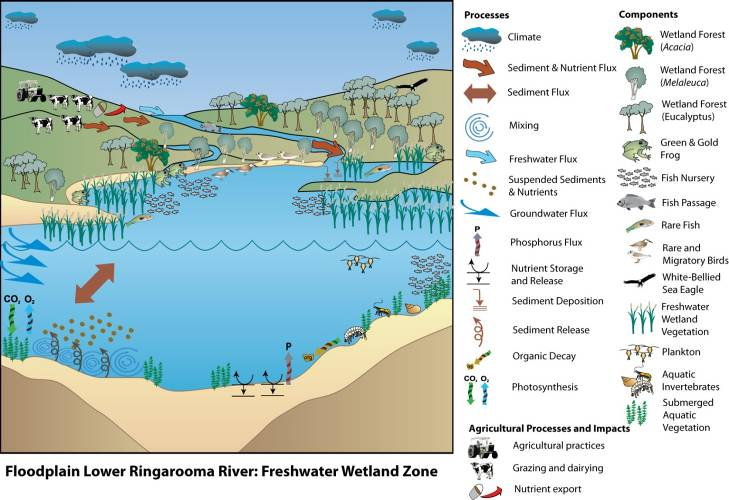 Processes
Climate
Sediment & Nutrient Flux
Sediment Flux
Mixing
Freshwater Flux
Suspended Sediments
& Nutrients
Groundwater Flux
P
Phosphorus Flux
Nutrient Storage
and Release
Sediment Deposition
Sediment Release
Organic Decay
CO₂ O₂
Photosynthesis
Components
Wetland Forest
(Acacia)
Wetland Forest
(Melaleuca)
Wetland Forest
(Eucalyptus)
Green & Gold
Frog
Fish Nursery
Fish Passage
Rare Fish
Rare and
Migratory Birds
White-Bellied
Sea Eagle
Freshwater
Wetland
Vegetation
Plankton
Aquatic
Invertebrates
Submerged
Aquatic
Vegetation
Agricultural Processes and Impacts
Agricultural practices
Grazing and dairying
Nutrient export
CO₂ O₂
P
Floodplain Lower Ringarooma River: Freshwater Wetland Zone